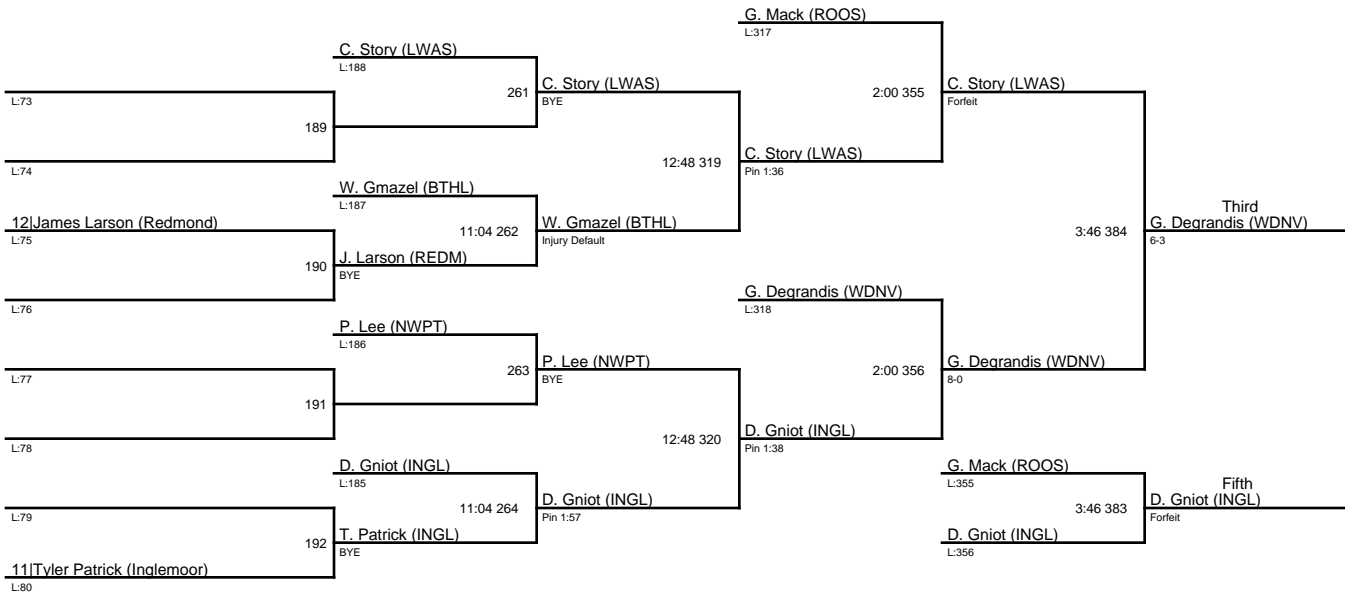 G. Mack (ROOS)
L:317
C. Story (LWAS)
L:188
261
C. Story (LWAS)
BYE
2:00 355
C. Story (LWAS)
Forfeit
L:73
189
L:74
12:48 319
C. Story (LWAS)
Pin 1:36
W. Gmazel (BTHL)
L:187
12|James Larson (Redmond)
L:75
11:04 262
W. Gmazel (BTHL)
Injury Default
3:46 384
Third
G. Degrandis (WDNV)
6-3
190
J. Larson (REDM)
BYE
L:76
G. Degrandis (WDNV)
L:318
P. Lee (NWPT)
L:186
263
P. Lee (NWPT)
BYE
2:00 356
G. Degrandis (WDNV)
8-0
L:77
191
L:78
12:48 320
D. Gniot (INGL)
Pin 1:38
D. Gniot (INGL)
L:185
G. Mack (ROOS)
L:355
L:79
11:04 264
D. Gniot (INGL)
Pin 1:57
3:46 383
Fifth
D. Gniot (INGL)
Forfeit
192
T. Patrick (INGL)
BYE
D. Gniot (INGL)
L:356
11|Tyler Patrick (Inglemoor)
L:80